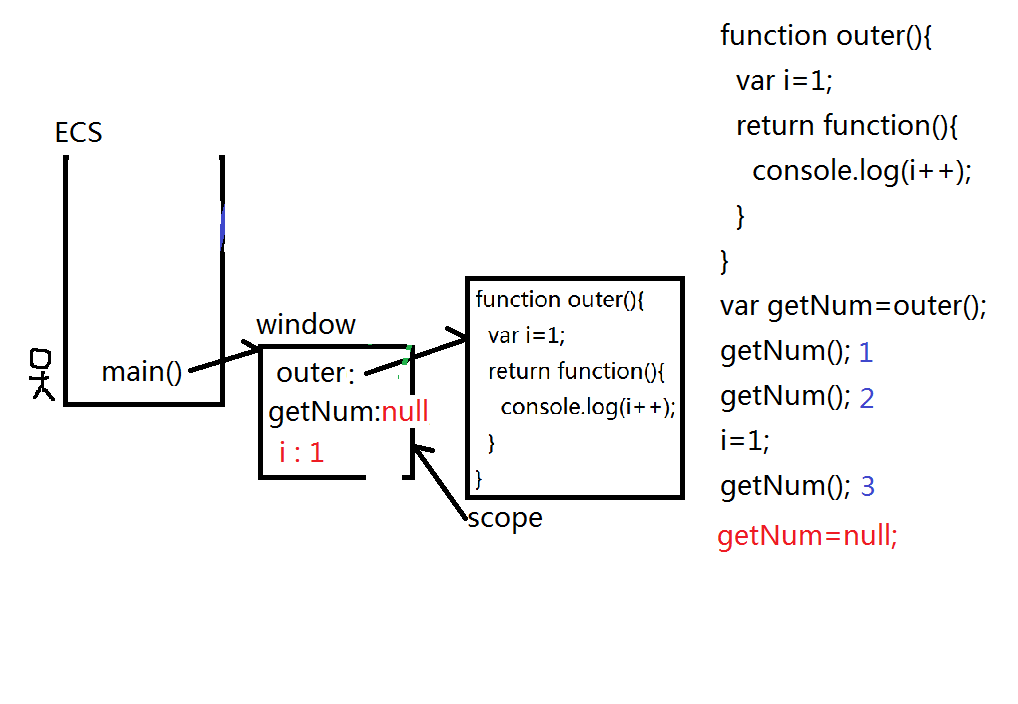 ECS
main()
window
outer:
getNum:null
i : 1
function outer(){
var i=1;
return function(){
console.log(i++);
}
}
scope
function outer(){
var i=1;
return function(){
console.log(i++);
}
}
var getNum=outer();
getNum(); 1
getNum(); 2
i=1;
getNum(); 3
getNum=null;